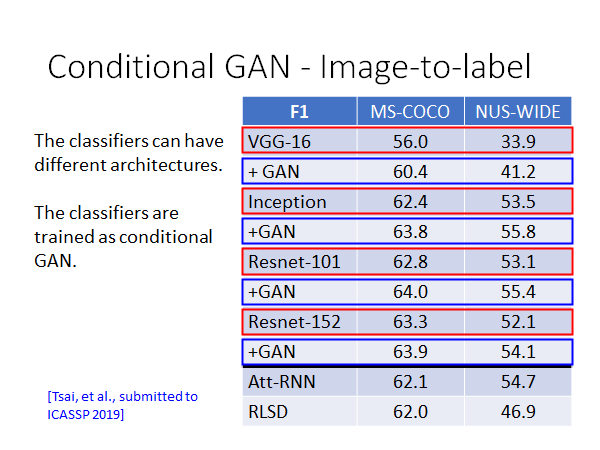 Conditional GAN - Image-to-label
The classifiers can have
different architectures.
The classifiers are
trained as conditional
GAN.
F1 MS-COCO NUS-WIDE
VGG-16 56.0 33.9
+ GAN 60.4 41.2
Inception 62.4 53.5
+GAN 63.8 55.8
Resnet-101 62.8 53.1
+GAN 64.0 55.4
Resnet-152 63.3 52.1
+GAN 63.9 54.1
Att-RNN 62.1 54.7
RLSD 62.0 46.9
[Tsai, et al., submitted to
ICASSP 2019]